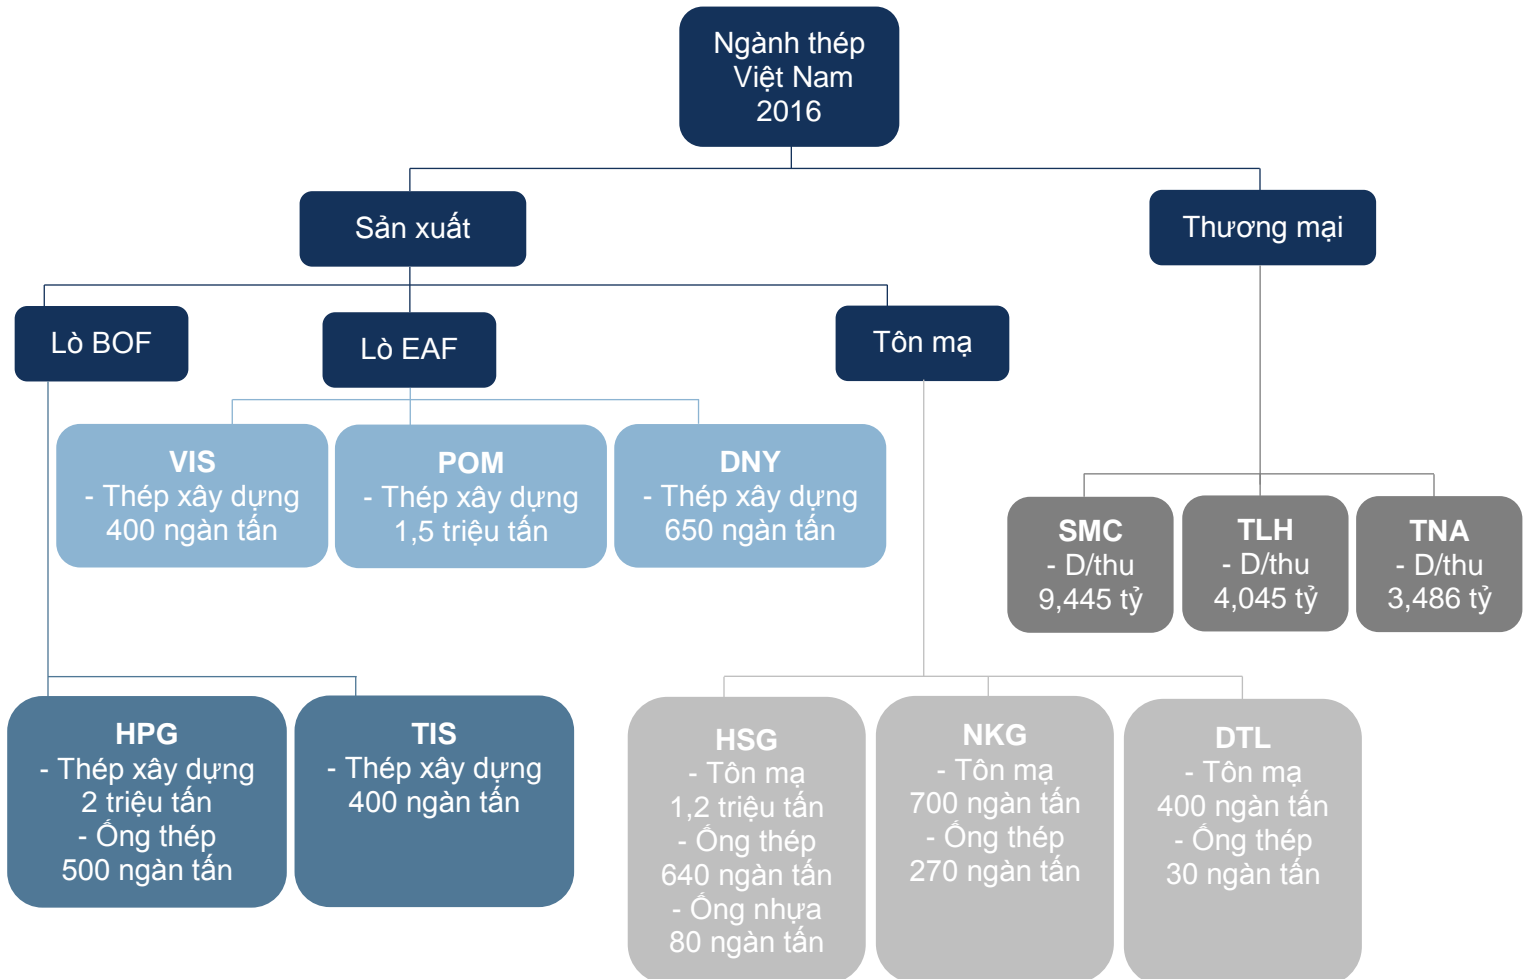 Ngành thép
Việt Nam
2016
Sản xuất
Thương mại
Lò BOF
Lò EAF
Tôn mạ
VIS
- Thép xây dựng
400 ngàn tấn
POM
- Thép xây dựng
1,5 triệu tấn
DNY
- Thép xây dựng
650 ngàn tấn
SMC
- D/thu
9,445 tỷ
TLH
- D/thu
4,045 tỷ
TNA
- D/thu
3,486 tỷ
HPG
- Thép xây dựng
2 triệu tấn
- Ống thép
500 ngàn tấn
TIS
- Thép xây dựng
400 ngàn tấn
HSG
- Tôn mạ
1,2 triệu tấn
- Ống thép
640 ngàn tấn
- Ống nhựa
80 ngàn tấn
NKG
- Tôn mạ
700 ngàn tấn
- Ống thép
270 ngàn tấn
DTL
- Tôn mạ
400 ngàn tấn
- Ống thép
30 ngàn tấn